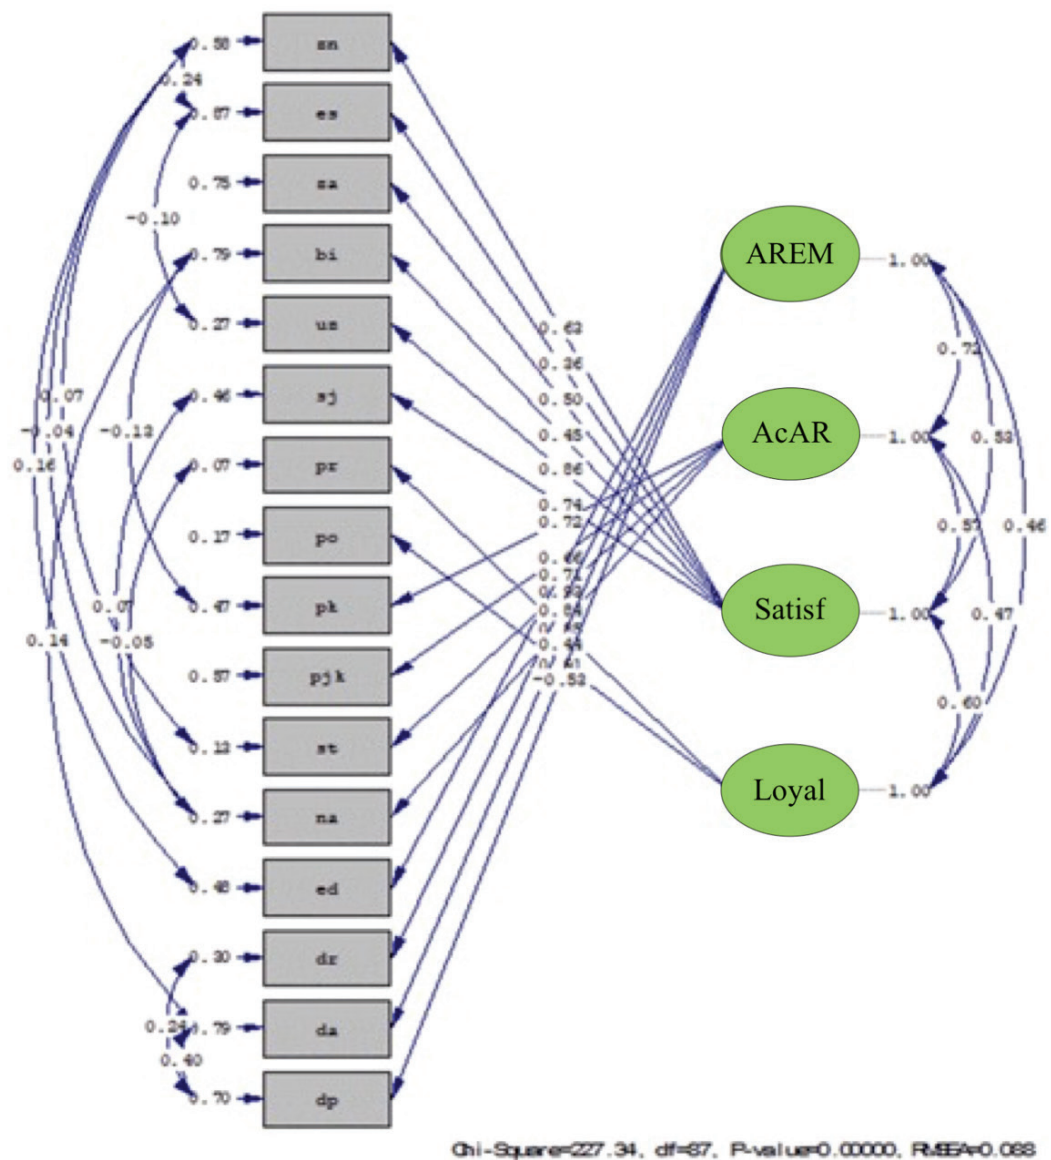 0.58 sn
0.24
0.87 es
0.75 sa
-0.10
0.79 bi
0.27 us
0.46 sj
0.07
-0.04 -0.13
0.16 0.07 pr
0.17 po
0.47 pk
0.07
0.14 -0.05
0.57 pjk
0.13 st
0.27 na
0.48 ed
0.30 dr
0.24 0.79 da
0.40
0.70 dp
0.36
0.50
0.45
0.86
0.74
0.72
0.71
-0.53
AREM 1.00
0.72
AcAR 1.00
0.53
0.57 0.46
Satisf 1.00
0.47
0.60
Loyal 1.00
Chi-Square=227.34, df=87, P-value=0.00000, RMSEA=0.088